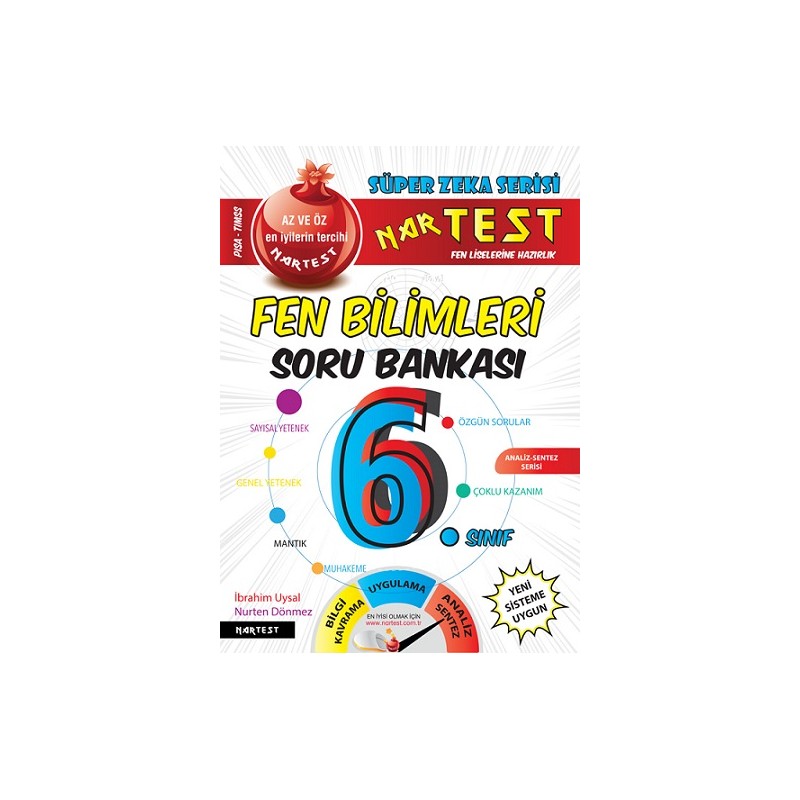 SÜPER ZEKA SERİSİ
PISA - TIMSS
AZ VE ÖZ
en iyilerin tercihi
NARTEST
NARTEST
FEN LİSELERİNE HAZIRLIK
FEN BİLİMLERİ
SORU BANKASI
6
SAYISAL YETENEK
ÖZGÜN SORULAR
GENEL YETENEK
ANALİZ-SENTEZ
SERİSİ
ÇOKLU KAZANIM
MANTIK
SINIF
MUHAKEME
İbrahim Uysal
Nurten Dönmez
NARTEST
BİLGİ
KAVRAMA
UYGULAMA
ANALİZ
SENTEZ
EN İYİSİ OLMAK İÇİN
www.nartest.com.tr
YENİ
SİSTEME
UYGUN